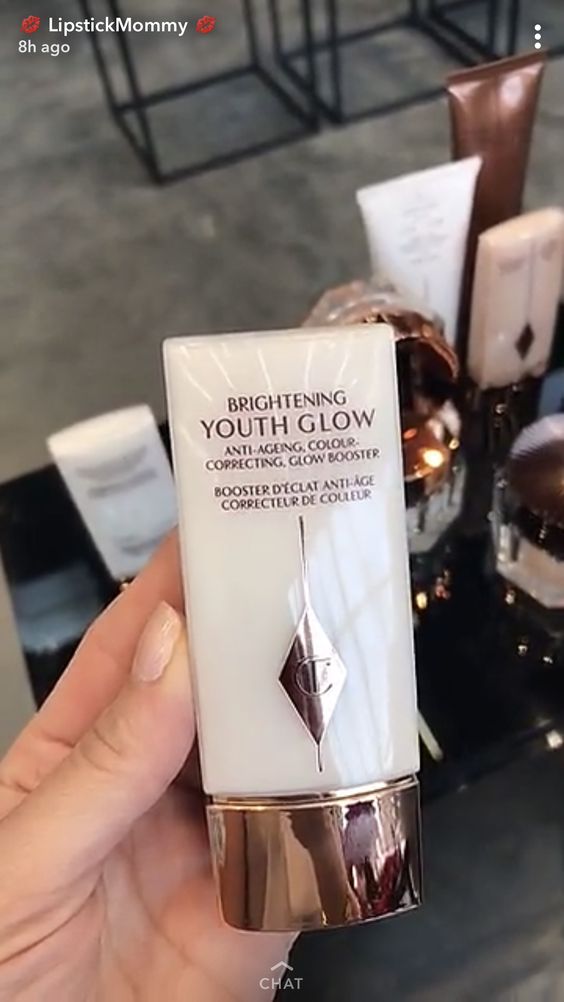 💋 LipstickMommy 💋
8h ago
BRIGHTENING
YOUTH GLOW
ANTI-AGEING, COLOUR-
CORRECTING, GLOW BOOSTER
BOOSTER D'ÉCLAT ANTI-ÂGE
CORRECTEUR DE COULEUR
C
CHAT